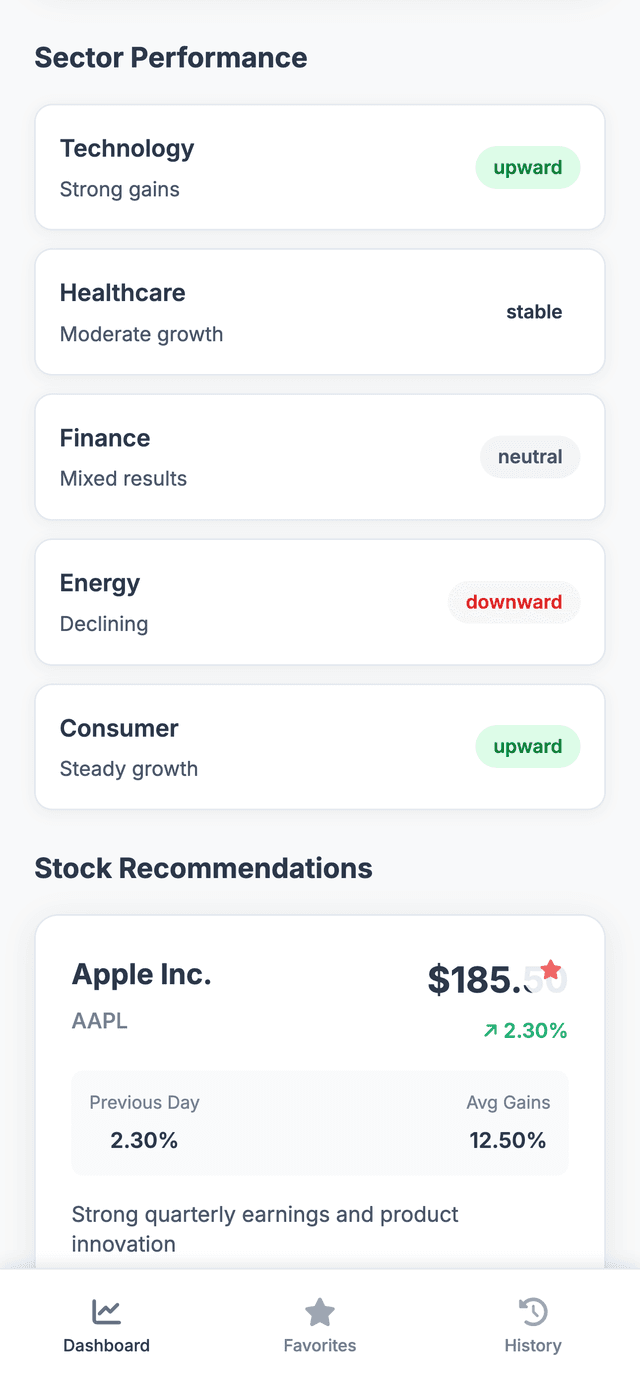 Sector Performance
Technology
Strong gains
upward
Healthcare
Moderate growth
stable
Finance
Mixed results
neutral
Energy
Declining
downward
Consumer
Steady growth
upward
Stock Recommendations
Apple Inc.
$185.50
AAPL
2.30%
Previous Day
Avg Gains
2.30%
12.50%
Strong quarterly earnings and product
innovation
Dashboard
Favorites
History